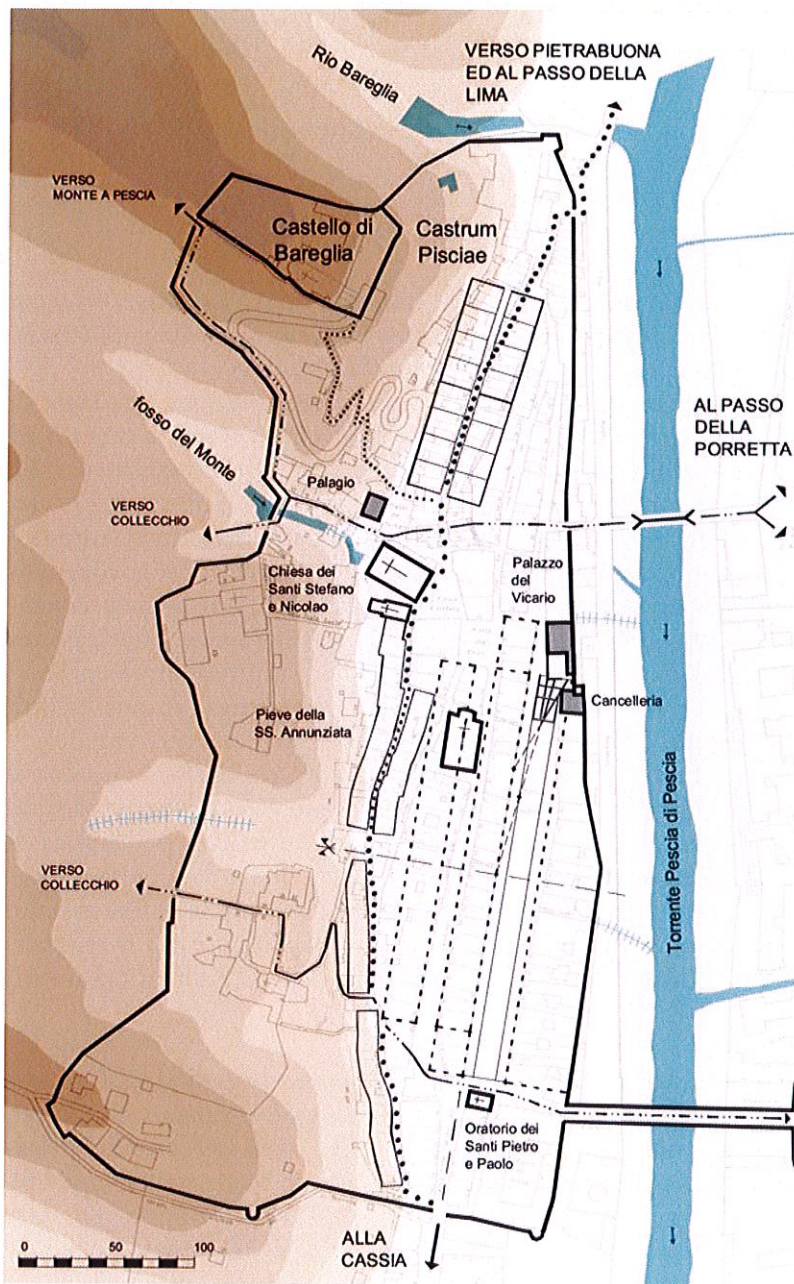 Rio Bareglia
VERSO PIETRABUONA
ED AL PASSO DELLA
LIMA
VERSO
MONTE A PESCIA
Castello di
Bareglia
Castrum
Pisciae
AL PASSO
DELLA
PORRETTA
fosso del Monte
Palagio
VERSO
COLLECCHIO
Chiesa dei
Santi Stefano
e Nicolao
Palazzo
del
Vicario
Cancelleria
Pieve della
SS. Annunziata
VERSO
COLLECCHIO
Torrente Pescia di Pescia
Oratorio dei
Santi Pietro
e Paolo
ALLA
CASSIA
0 50 100